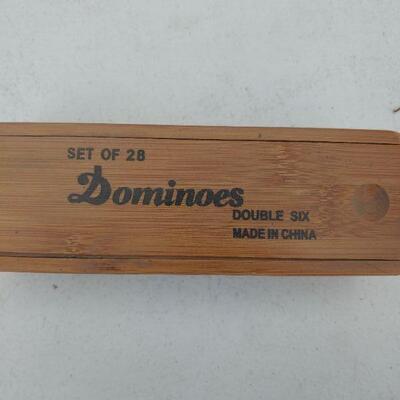 SET OF 28
Dominoes
DOUBLE SIX
MADE IN CHINA